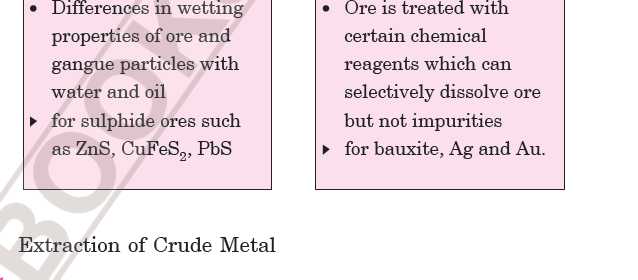 • Differences in wetting
properties of ore and
gangue particles with
water and oil
▸ for sulphide ores such
as ZnS, CuFeS₂, PbS
• Ore is treated with
certain chemical
reagents which can
selectively dissolve ore
but not impurities
▸ for bauxite, Ag and Au.
Extraction of Crude Metal
BOOK